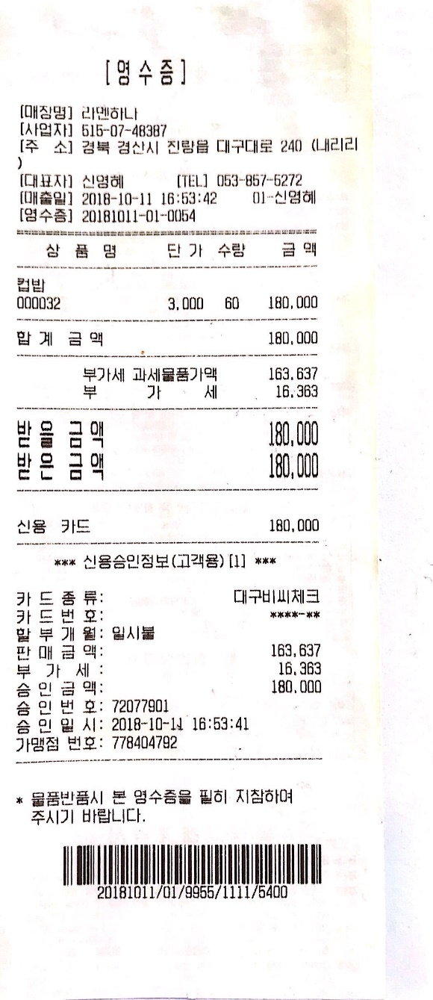 [영수증]
[매장명] 라멘하나
[사업자] 515-07-48387
[주 소] 경북 경산시 진량읍 대구대로 240 (내리리
)
[대표자] 신영혜 [TEL] 053-857-5272
[매출일] 2018-10-11 16:53:42 01-신영혜
[영수증] 20181011-01-0054
상 품 명 단 가 수량 금 액
컵밥
000032 3,000 60 180,000
합 계 금 액 180,000
부가세 과세물품가액 163,637
부 가 세 16,363
받 을 금 액 180,000
받 은 금 액 180,000
신용 카드 180,000
*** 신용승인정보(고객용) [1] ***
카 드 종 류: 대구비씨체크
카 드 번 호: ****-**
할 부 개 월: 일시불
판 매 금 액: 163,637
부 가 세 : 16,363
승 인 금 액: 180,000
승 인 번 호: 72077901
승 인 일 시: 2018-10-11 16:53:41
가맹점 번호: 778404792
* 물품반품시 본 영수증을 필히 지참하여
주시기 바랍니다.
20181011/01/9955/1111/5400